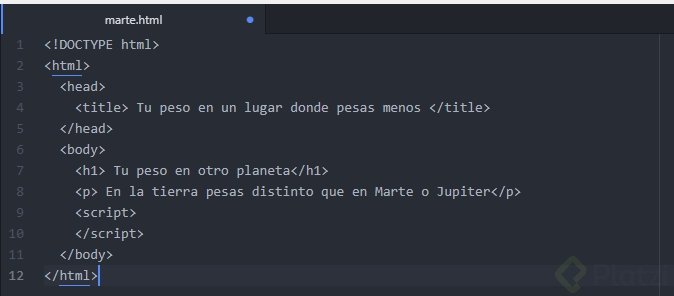 marte.html
1 <!DOCTYPE html>
2 <html>
3 <head>
4 <title> Tu peso en un lugar donde pesas menos </title>
5 </head>
6 <body>
7 <h1> Tu peso en otro planeta</h1>
8 <p> En la tierra pesas distinto que en Marte o Jupiter</p>
9 <script>
10 </script>
11 </body>
12 </html>
Platzi